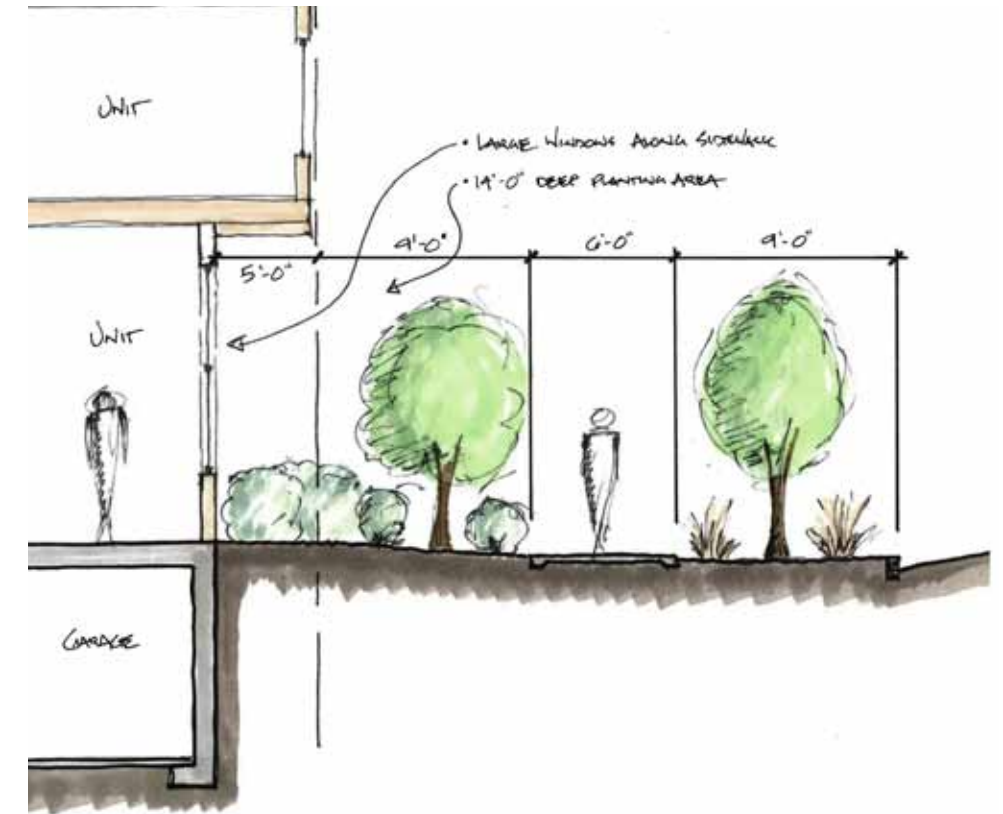 UNIT
• LARGE WINDOWS ALONG SIDEWALK
• 14'-0" DEEP PLANTING AREA
9'-0"
6'-0"
9'-0"
5'-0"
UNIT
GARAGE